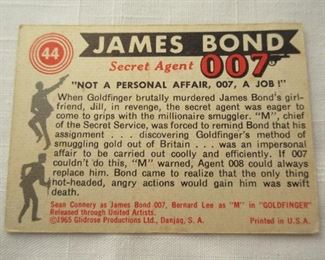 44
JAMES BOND
Secret Agent 007
"NOT A PERSONAL AFFAIR, 007, A JOB!"
When Goldfinger brutually murdered James Bond's girl-
friend, Jill, in revenge, the secret agent was eager to
come to grips with the millionaire smuggler. "M", chief
of the Secret Service, was forced to remind Bond that his
assignment . . . discovering Goldfinger's method of
smuggling gold out of Britain . . . was an impersonal
affair to be carried out coolly and efficiently. If 007
couldn't do this, "M" warned, Agent 008 could always
replace him. Bond came to realize that the only thing
hot-headed, angry actions would gain him was swift
death.
Sean Connery as James Bond 007, Bernard Lee as "M" in "GOLDFINGER"
Released through United Artists.
©1965 Glidrose Productions Ltd., Danjaq, S. A. Printed in U.S.A.